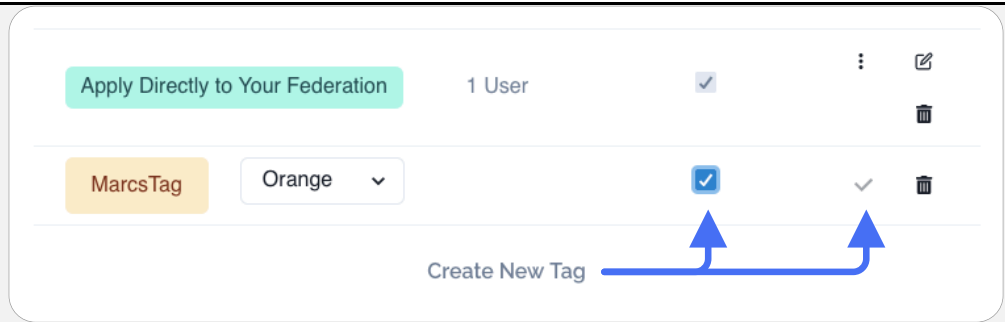 Apply Directly to Your Federation 1 User
MarcsTag Orange
Create New Tag